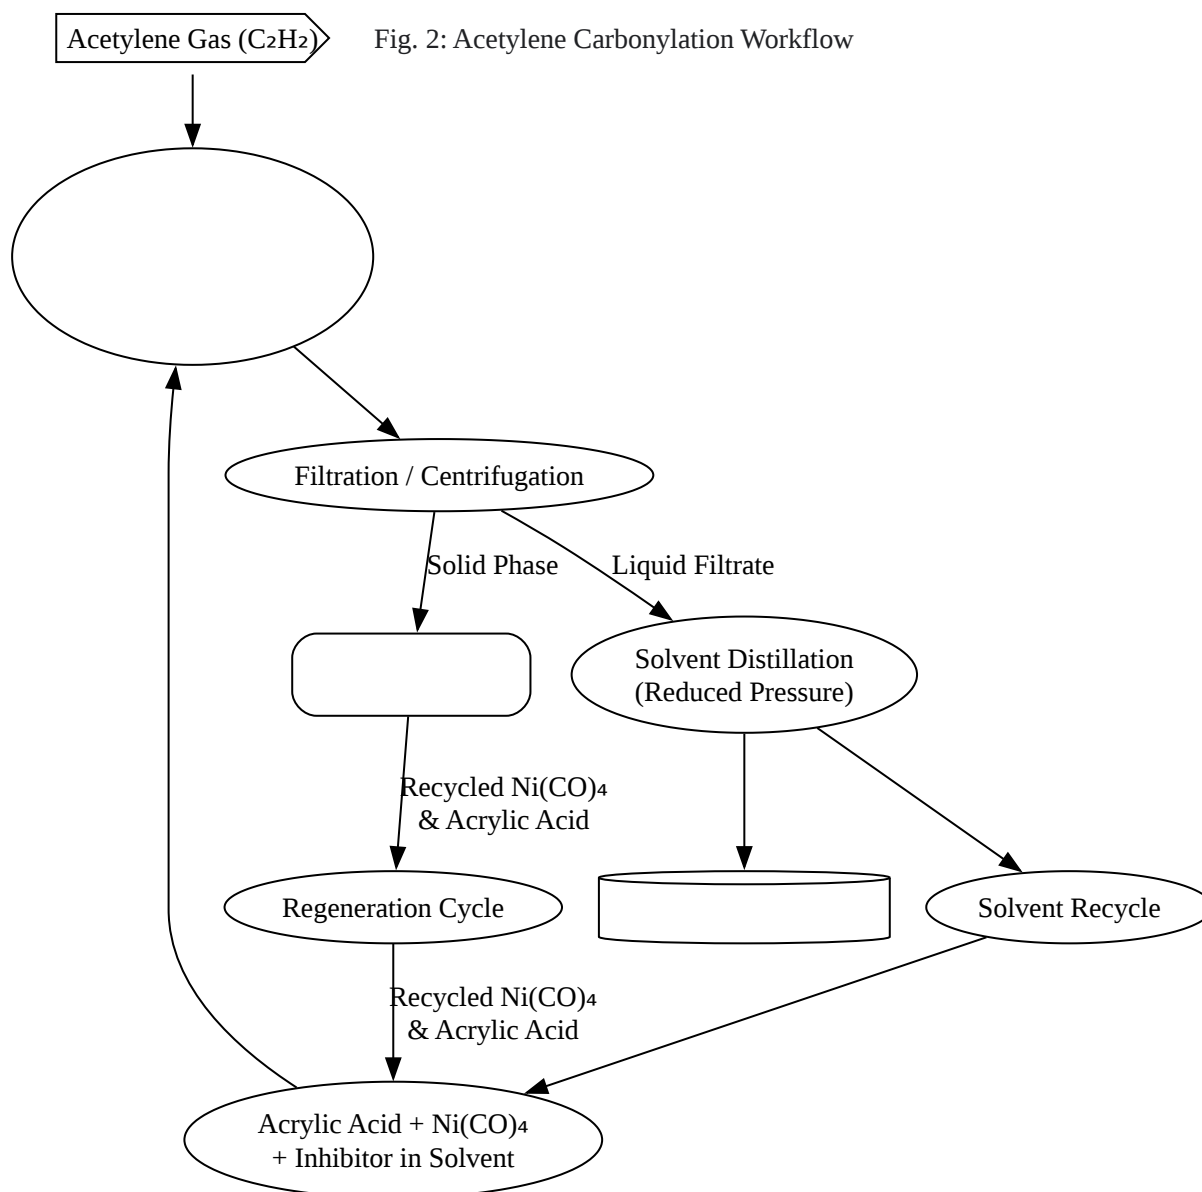 Acetylene Gas (C₂H₂)
Fig. 2: Acetylene Carbonylation Workflow
Filtration / Centrifugation
Solid Phase
Liquid Filtrate
Solvent Distillation
(Reduced Pressure)
Recycled Ni(CO)₄
& Acrylic Acid
Regeneration Cycle
Solvent Recycle
Recycled Ni(CO)₄
& Acrylic Acid
Acrylic Acid + Ni(CO)₄
+ Inhibitor in Solvent